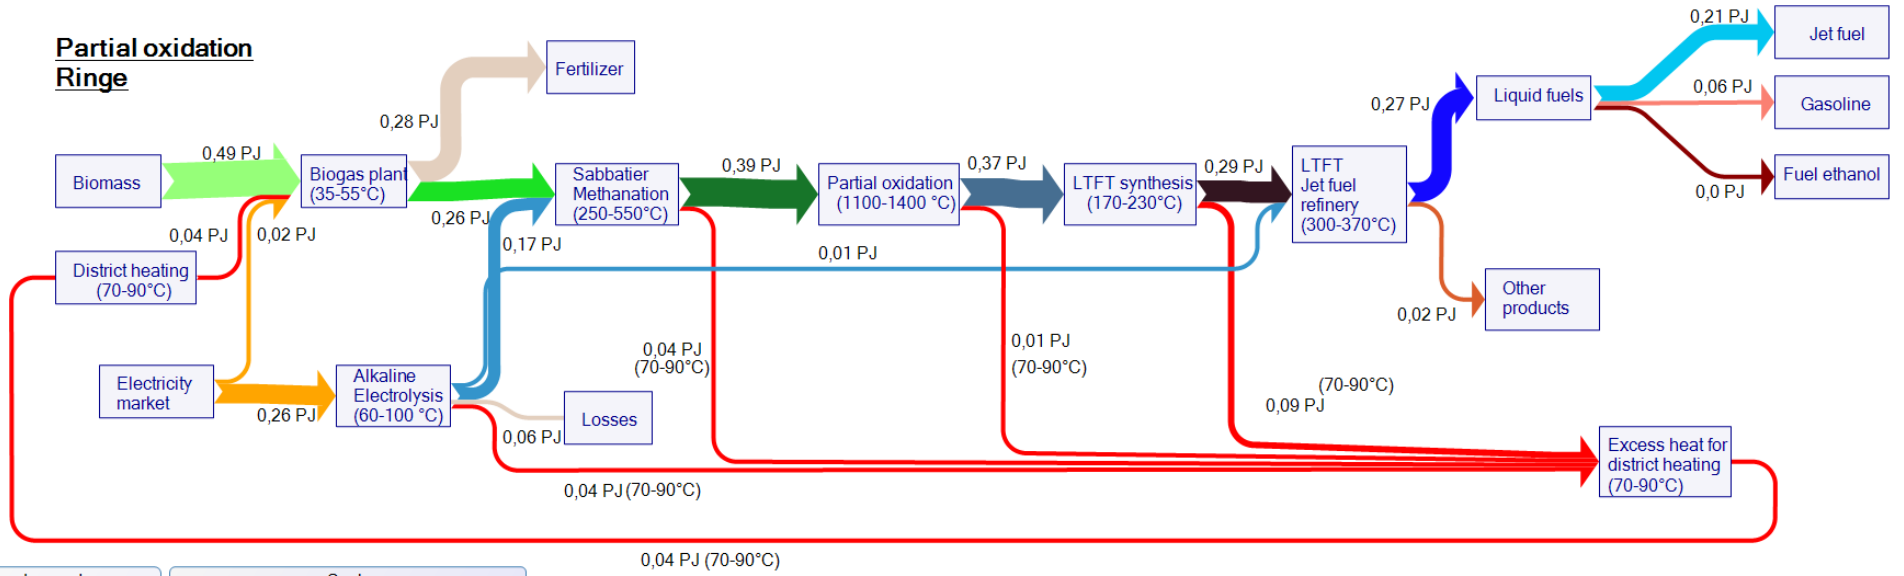 Partial oxidation
Ringe
0,21 PJ
Jet fuel
Fertilizer
0,27 PJ
Liquid fuels
0,06 PJ
Gasoline
0,28 PJ
0,49 PJ
Biomass
Biogas plant
(35-55°C)
0,26 PJ
Sabbatier
Methanation
(250-550°C)
0,39 PJ
Partial oxidation
(1100-1400 °C)
0,37 PJ
LTFT synthesis
(170-230°C)
0,29 PJ
LTFT
Jet fuel
refinery
(300-370°C)
Fuel ethanol
0,0 PJ
0,04 PJ
0,02 PJ
0,17 PJ
0,01 PJ
District heating
(70-90°C)
Other
products
0,02 PJ
0,04 PJ
(70-90°C)
0,01 PJ
(70-90°C)
(70-90°C)
0,09 PJ
Electricity
market
0,26 PJ
Alkaline
Electrolysis
(60-100 °C)
Losses
0,06 PJ
Excess heat for
district heating
(70-90°C)
0,04 PJ (70-90°C)
0,04 PJ (70-90°C)